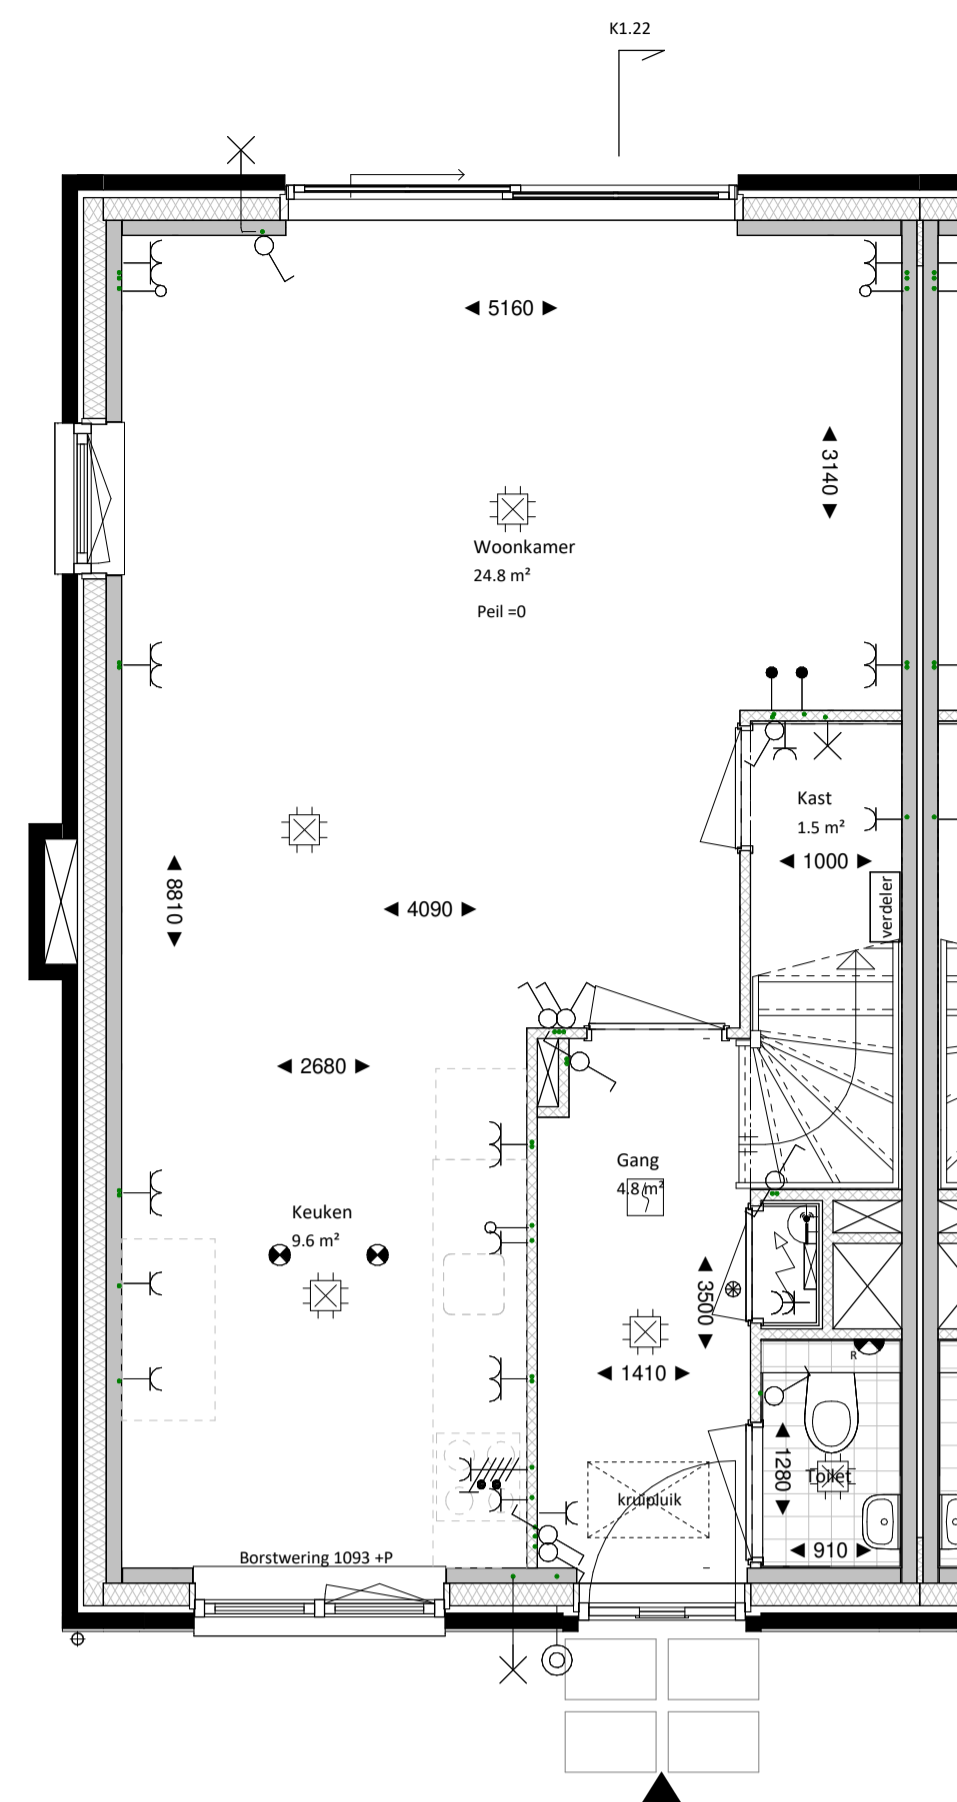 K1.22
5160
3140
Woonkamer
24.8 m²
Peil =0
Kast
1.5 m²
1000
verdeler
8810
4090
2680
Gang
4.8 m²
Keuken
9.6 m²
3500
1410
R
1280
Toilet
kruipluik
910
Borstwering 1093 +P